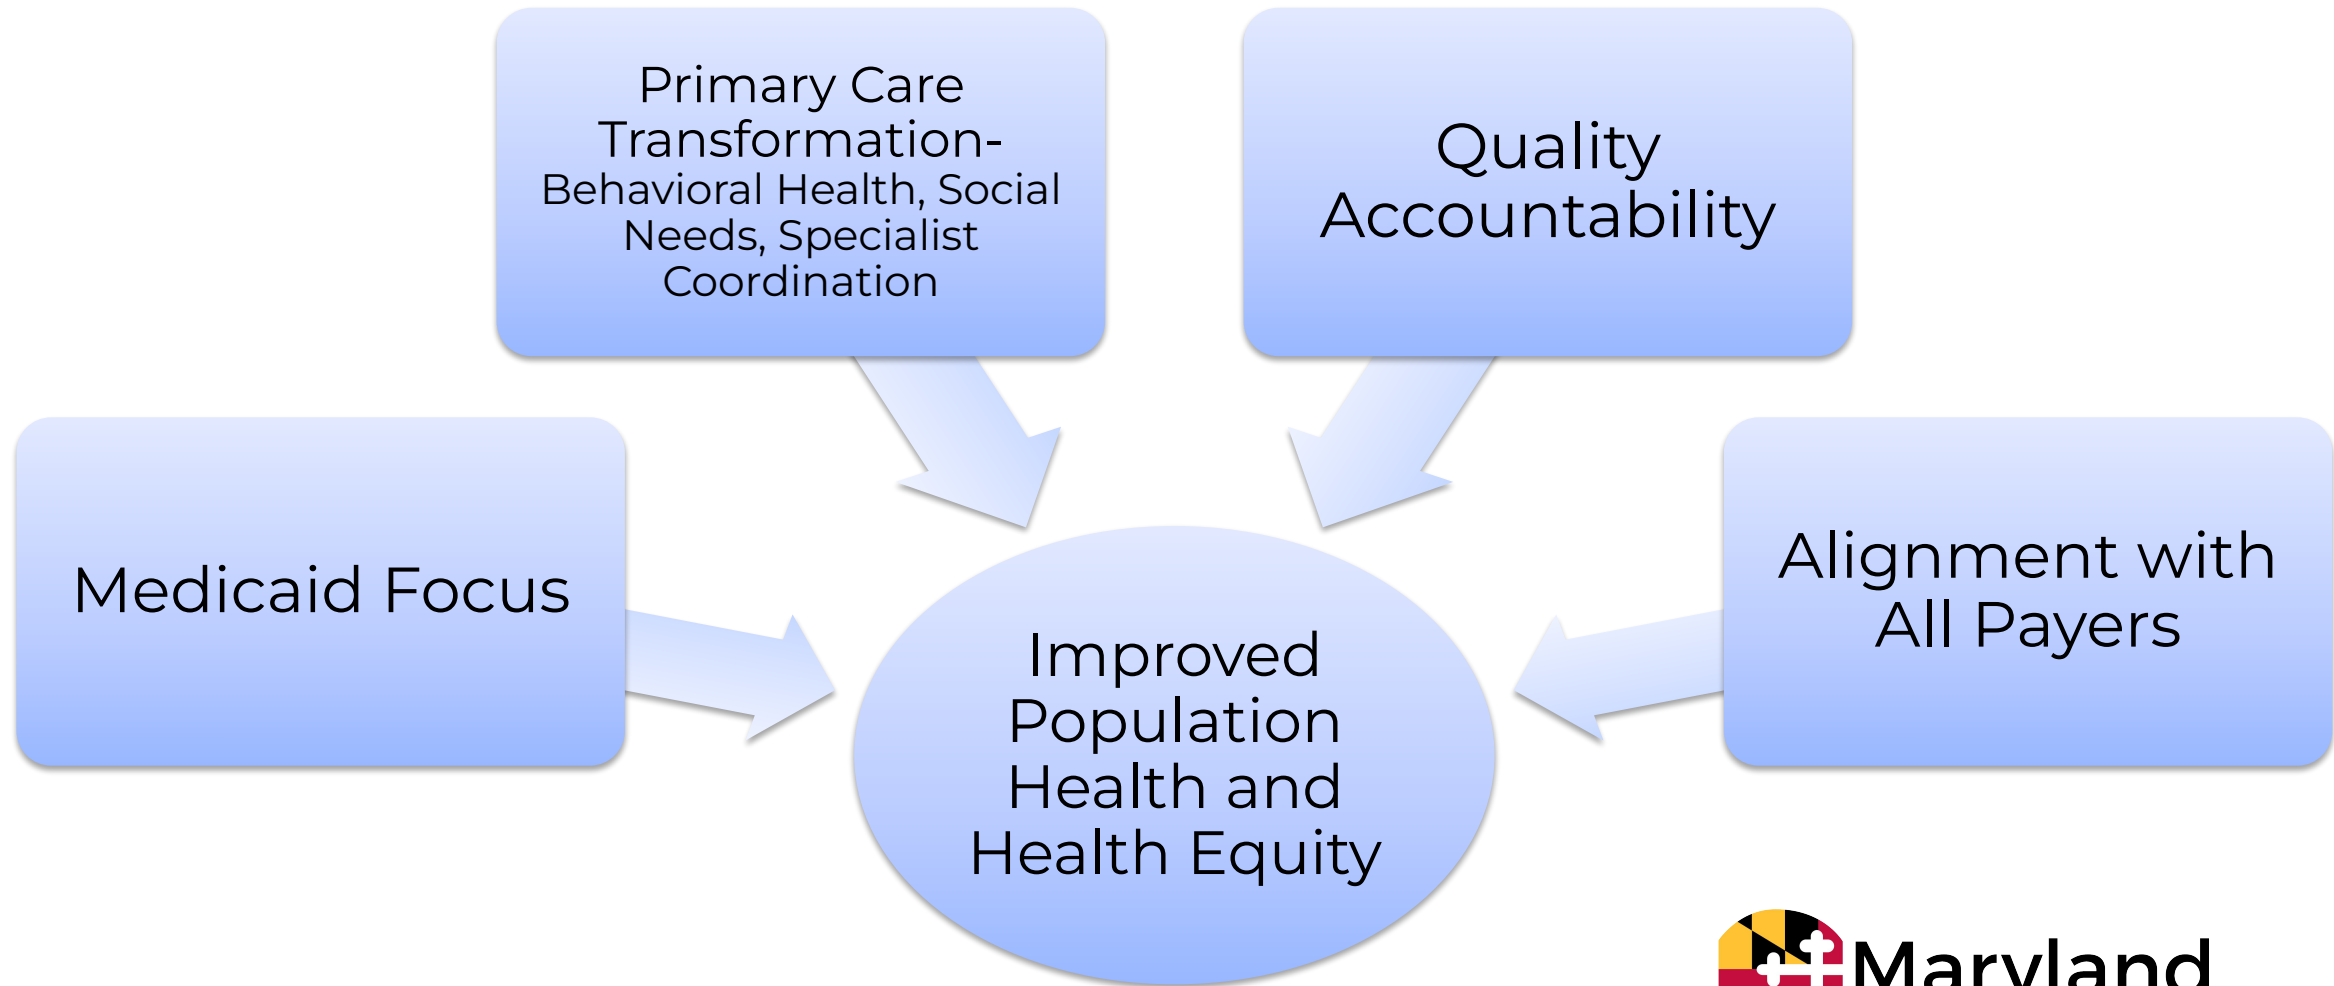 Primary Care
Transformation-
Behavioral Health, Social
Needs, Specialist
Coordination
Quality
Accountability
Medicaid Focus
Alignment with
All Payers
Improved
Population
Health and
Health Equity
Maryland